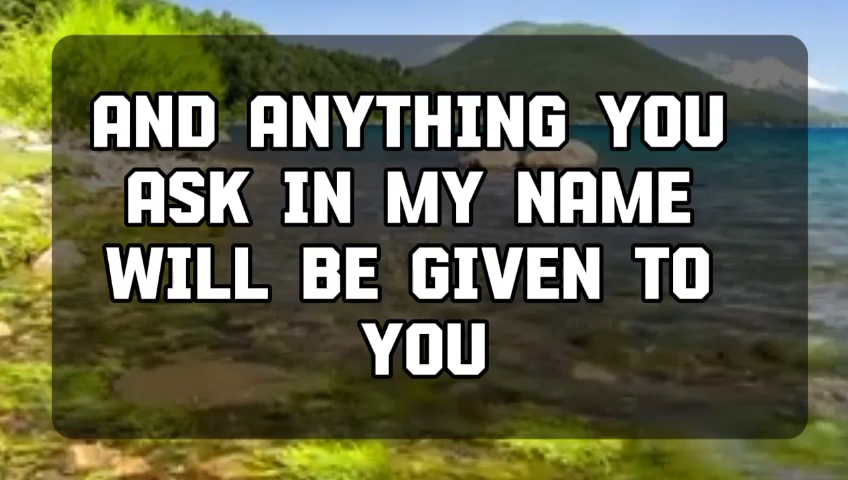 AND ANYTHING YOU
ASK IN MY NAME
WILL BE GIVEN TO
YOU